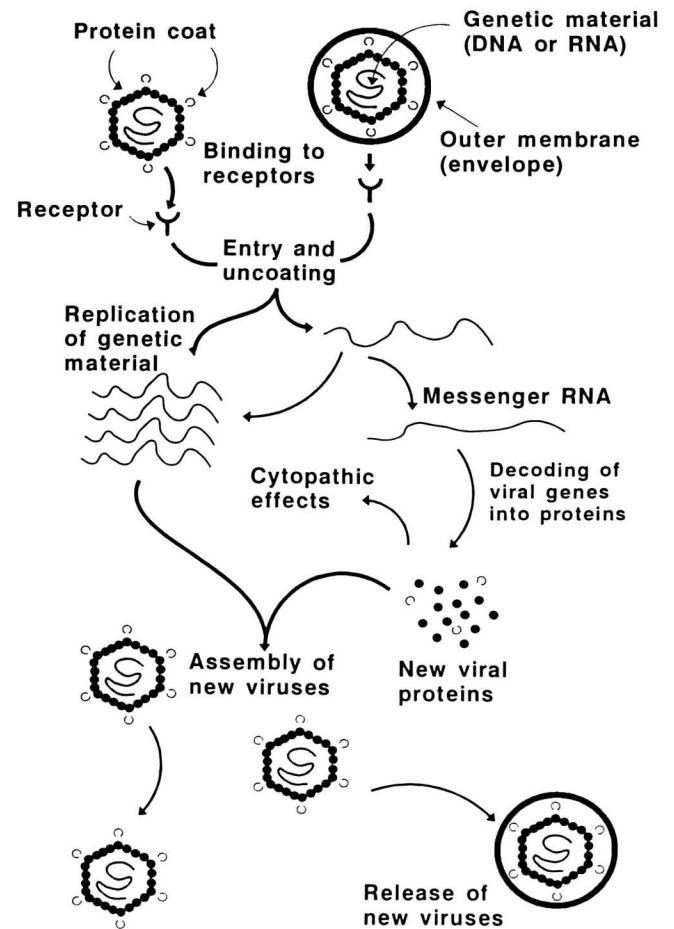 Protein coat
Genetic material
(DNA or RNA)
Outer membrane
(envelope)
Binding to
receptors
Receptor
Entry and
uncoating
Replication
of genetic
material
Messenger RNA
Cytopathic
effects
Decoding of
viral genes
into proteins
Assembly of
new viruses
New viral
proteins
Release of
new viruses